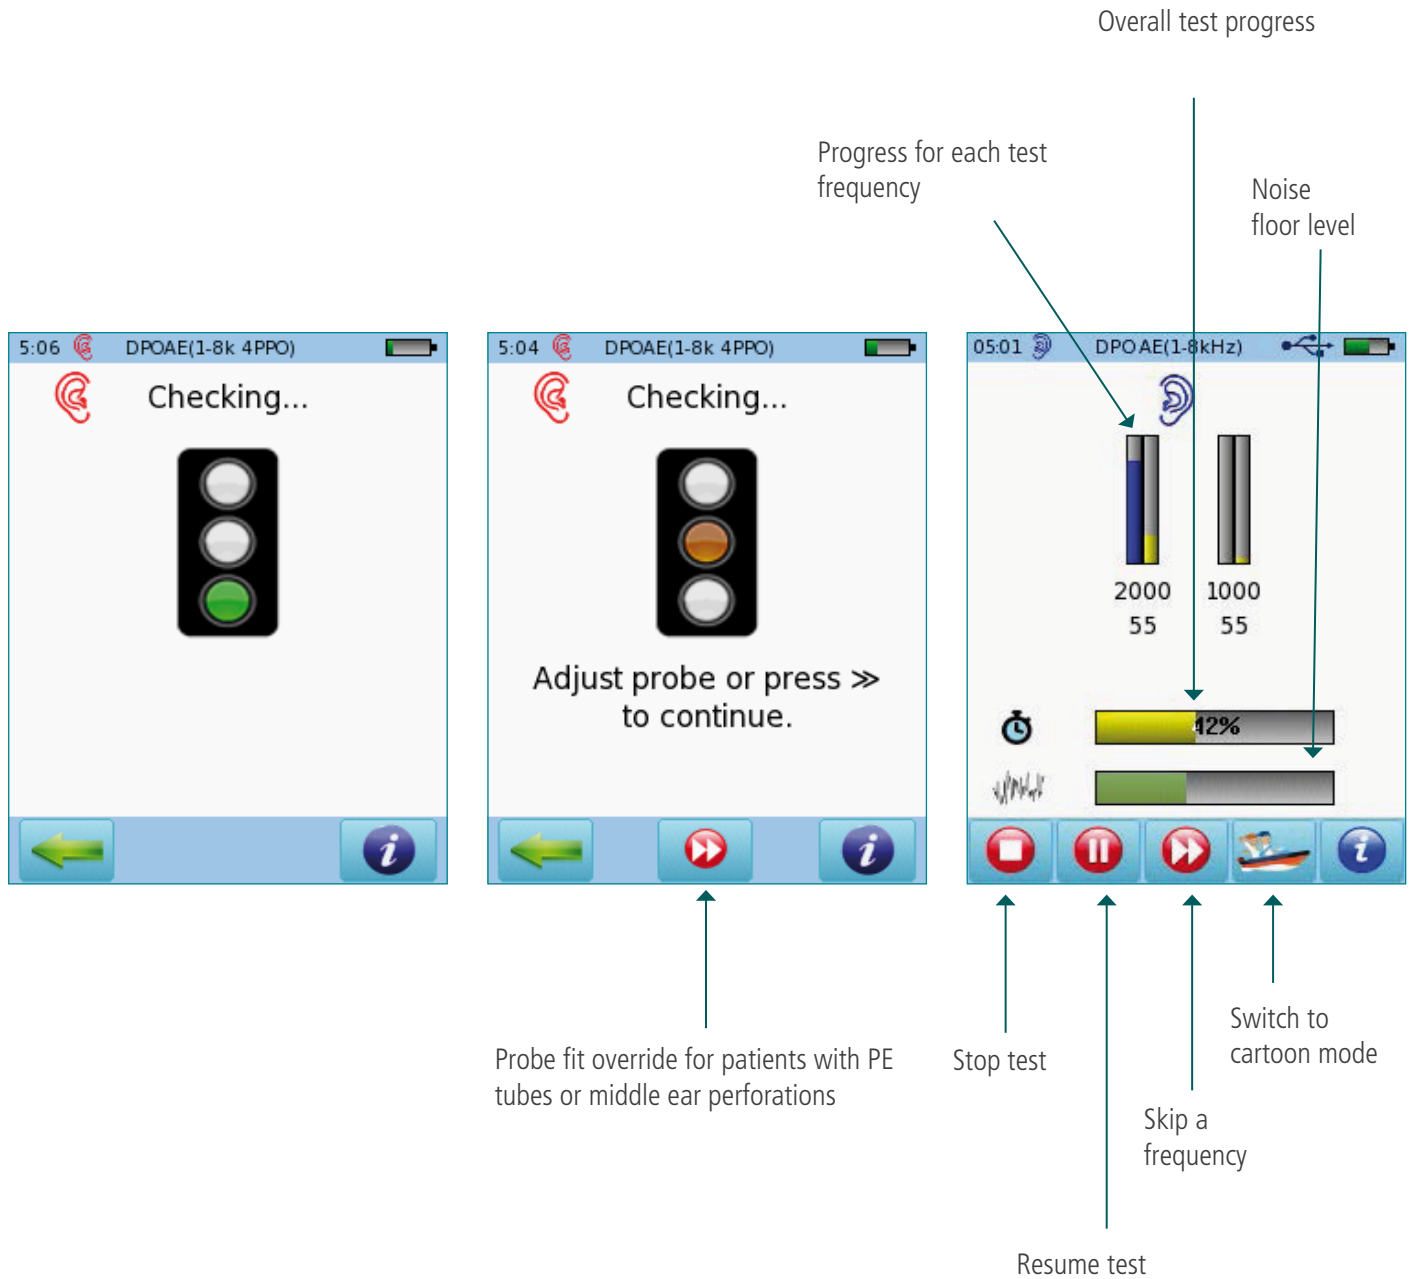 Overall test progress
Progress for each test
frequency
Noise
floor level
5:06 DPOAE(1-8k 4PPO)
Checking...
5:04 DPOAE(1-8k 4PPO)
Checking...
Adjust probe or press >>
to continue.
05:01 DPOAE(1-8kHz)
2000 1000
55 55
42%
Probe fit override for patients with PE
tubes or middle ear perforations
Stop test
Switch to
cartoon mode
Skip a
frequency
Resume test